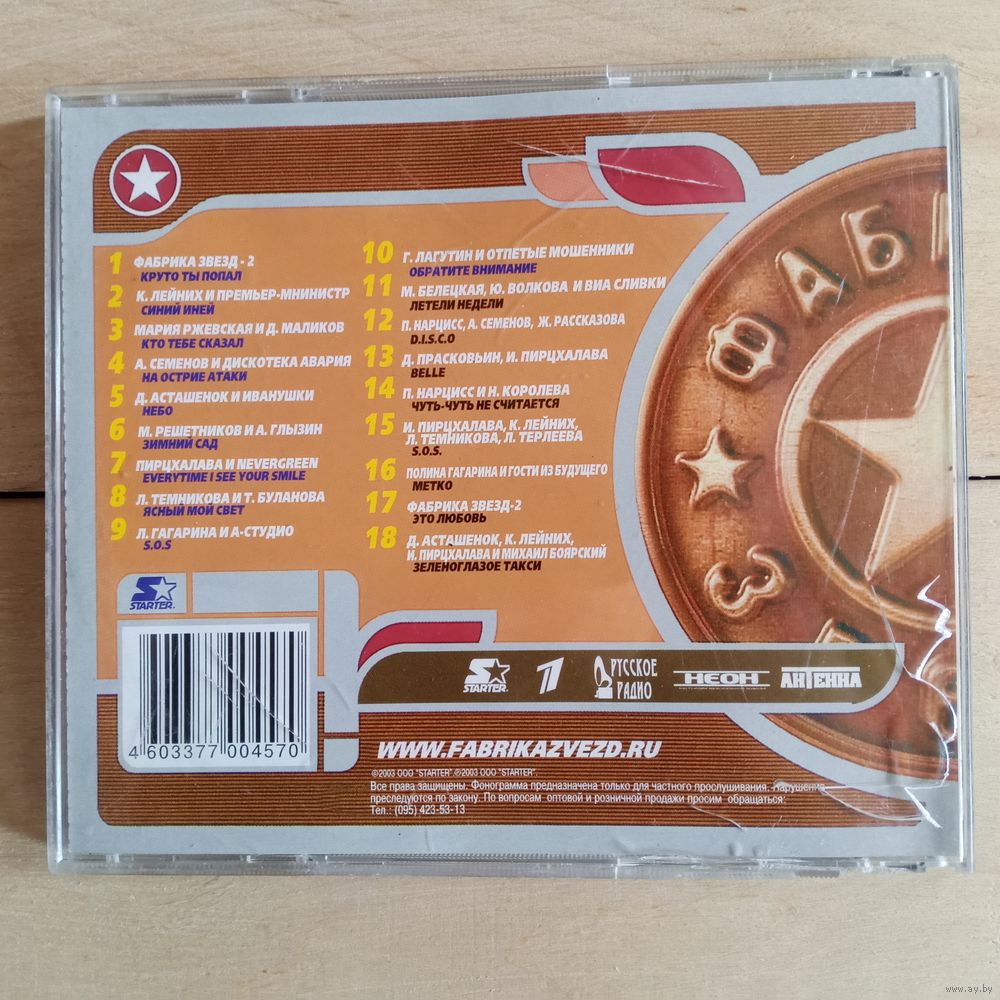 1 ФАБРИКА ЗВЕЗД - 2
КРУТО ТЫ ПОПАЛ
2 К. ЛЕЙНИХ И ПРЕМЬЕР-МНИНИСТР
СИНИЙ ИНЕЙ
3 МАРИЯ РЖЕВСКАЯ И Д. МАЛИКОВ
КТО ТЕБЕ СКАЗАЛ
4 А. СЕМЕНОВ И ДИСКОТЕКА АВАРИЯ
НА ОСТРИЕ АТАКИ
5 Д. АСТАШЕНОК И ИВАНУШКИ
НЕБО
6 М. РЕШЕТНИКОВ И А. ГЛЫЗИН
ЗИМНИЙ САД
7 ПИРЦХАЛАВА И NEVERGREEN
EVERYTIME I SEE YOUR SMILE
8 Л. ТЕМНИКОВА И Т. БУЛАНОВА
ЯСНЫЙ МОЙ СВЕТ
9 Л. ГАГАРИНА И А-СТУДИО
S.O.S
10 Г. ЛАГУТИН И ОТПЕТЫЕ МОШЕННИКИ
ОБРАТИТЕ ВНИМАНИЕ
11 М. БЕЛЕЦКАЯ, Ю. ВОЛКОВА И ВИА СЛИВКИ
ЛЕТЕЛИ НЕДЕЛИ
12 П. НАРЦИСС, А. СЕМЕНОВ, Ж. РАССКАЗОВА
D.I.S.C.O
13 Д. ПРАСКОВЬИН, И. ПИРЦХАЛАВА
BELLE
14 П. НАРЦИСС И Н. КОРОЛЕВА
ЧУТЬ-ЧУТЬ НЕ СЧИТАЕТСЯ
15 И. ПИРЦХАЛАВА, К. ЛЕЙНИХ,
Л. ТЕМНИКОВА, Л. ТЕРЛЕЕВА
S.O.S.
16 ПОЛИНА ГАГАРИНА И ГОСТИ ИЗ БУДУЩЕГО
МЕТКО
17 ФАБРИКА ЗВЕЗД-2
ЭТО ЛЮБОВЬ
18 Д. АСТАШЕНОК, К. ЛЕЙНИХ,
И. ПИРЦХАЛАВА И МИХАИЛ БОЯРСКИЙ
ЗЕЛЕНОГЛАЗОЕ ТАКСИ
ФАБ
З
STARTER.
4 603377 004570
STARTER.
1
РУССКОЕ
РАДИО
НЕОН
АНТЕННА
WWW.FABRIKAZVEZD.RU
©2003 ООО "STARTER". ℗2003 ООО "STARTER".
Все права защищены. Фонограмма предназначена только для частного прослушивания. Нарушения
преследуются по закону. По вопросам оптовой и розничной продажи просим обращаться:
Тел.: (095) 423-53-13
www.ay.by